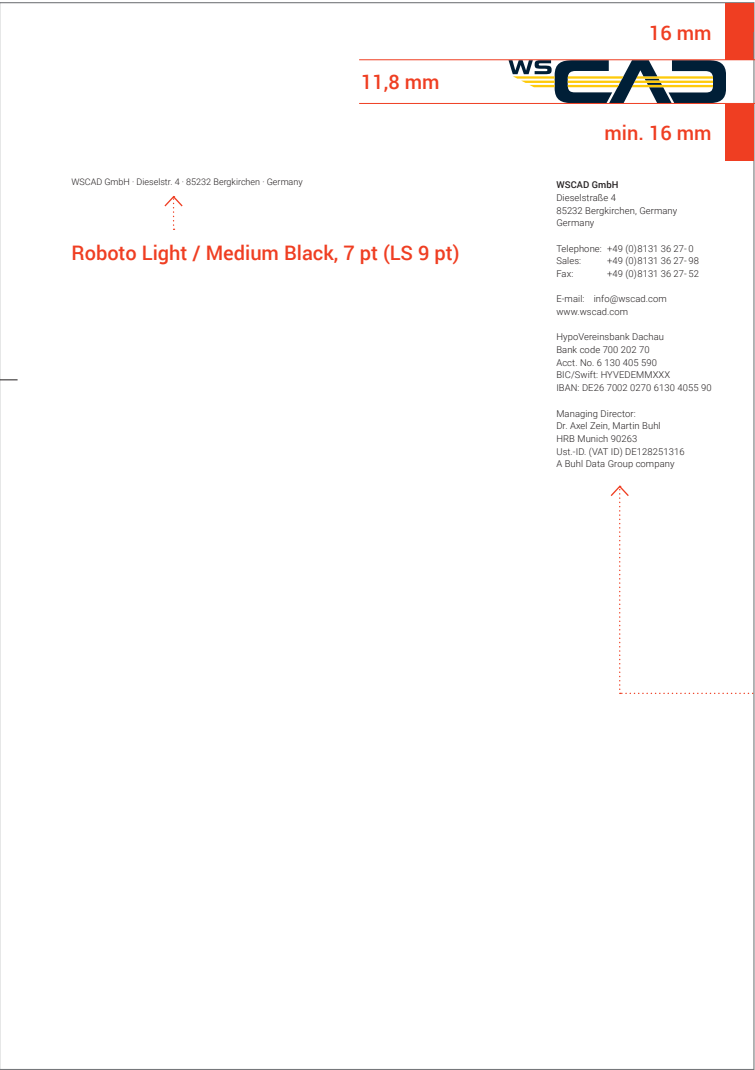 16 mm
11,8 mm
WS CAD
min. 16 mm
WSCAD GmbH · Dieselstr. 4 · 85232 Bergkirchen · Germany
Roboto Light / Medium Black, 7 pt (LS 9 pt)
WSCAD GmbH
Dieselstraße 4
85232 Bergkirchen, Germany
Germany
Telephone: +49 (0)8131 36 27- 0
Sales: +49 (0)8131 36 27- 98
Fax: +49 (0)8131 36 27- 52
E-mail: info@wscad.com
www.wscad.com
HypoVereinsbank Dachau
Bank code 700 202 70
Acct. No. 6 130 405 590
BIC/Swift: HYVEDEMMXXX
IBAN: DE26 7002 0270 6130 4055 90
Managing Director:
Dr. Axel Zein, Martin Buhl
HRB Munich 90263
Ust.-ID. (VAT ID) DE128251316
A Buhl Data Group company